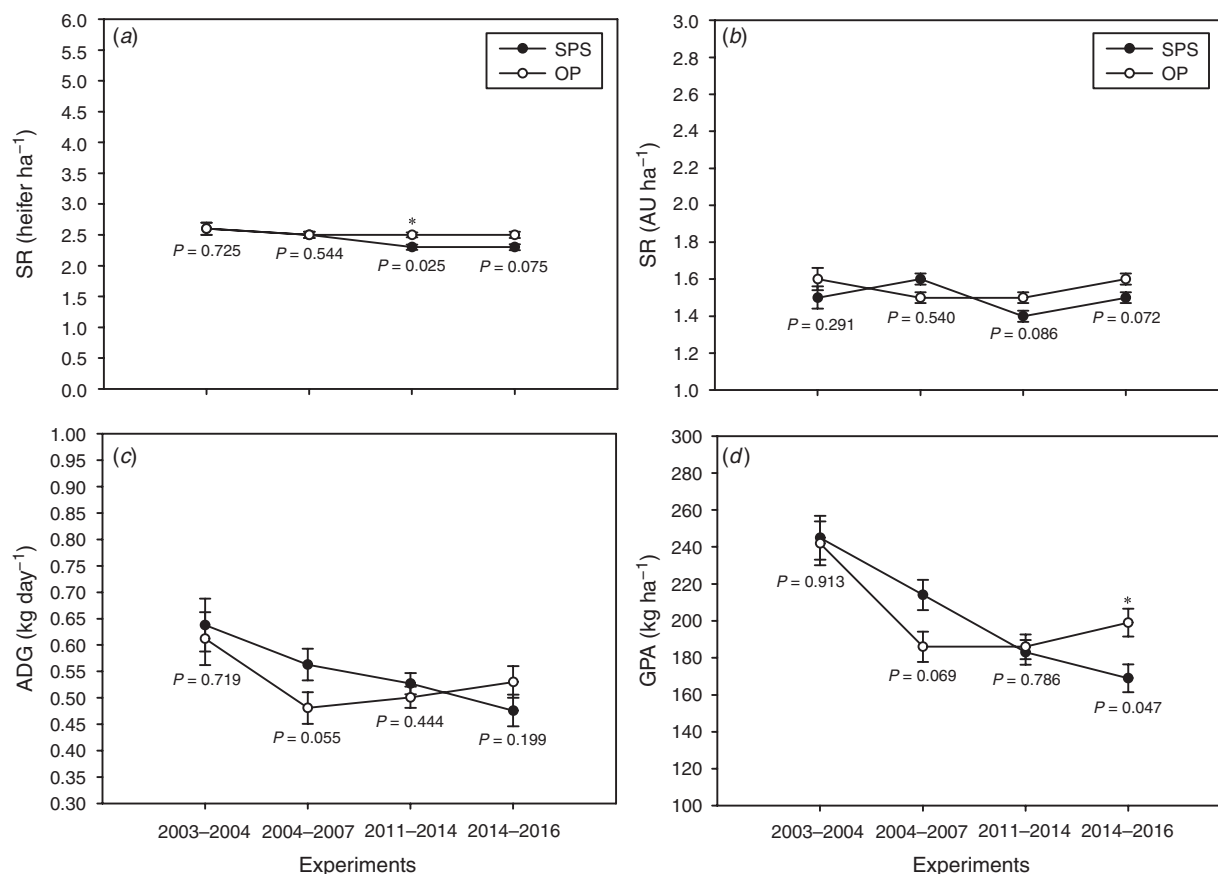 (a)
SPS
OP
SR (heifer ha⁻¹)
6.0
5.5
5.0
4.5
4.0
3.5
3.0
2.5
2.0
1.5
1.0
0.5
0.0
*
P = 0.725
P = 0.544
P = 0.025
P = 0.075
(b)
SPS
OP
SR (AU ha⁻¹)
3.0
2.8
2.6
2.4
2.2
2.0
1.8
1.6
1.4
1.2
1.0
P = 0.291
P = 0.540
P = 0.086
P = 0.072
(c)
ADG (kg day⁻¹)
1.00
0.95
0.90
0.85
0.80
0.75
0.70
0.65
0.60
0.55
0.50
0.45
0.40
0.35
0.30
P = 0.719
P = 0.055
P = 0.444
P = 0.199
2003–2004 2004–2007 2011–2014 2014–2016
Experiments
(d)
GPA (kg ha⁻¹)
300
280
260
240
220
200
180
160
140
120
100
*
P = 0.913
P = 0.069
P = 0.786
P = 0.047
2003–2004 2004–2007 2011–2014 2014–2016
Experiments